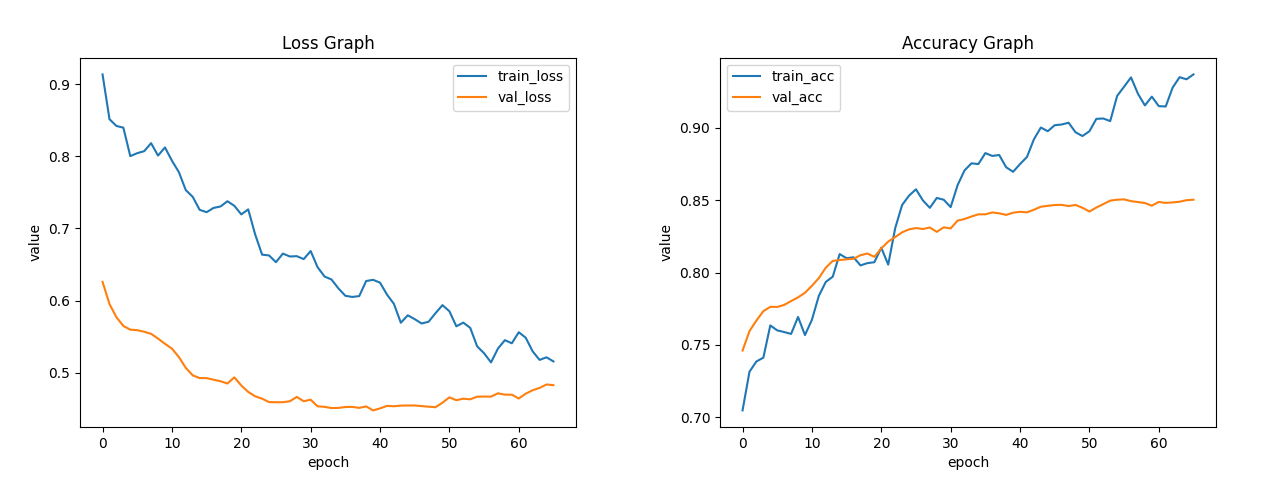 Loss Graph
train_loss
val_loss
0.9
0.8
0.7
0.6
0.5
value
0 10 20 30 40 50 60
epoch
Accuracy Graph
train_acc
val_acc
0.90
0.85
0.80
0.75
0.70
value
0 10 20 30 40 50 60
epoch